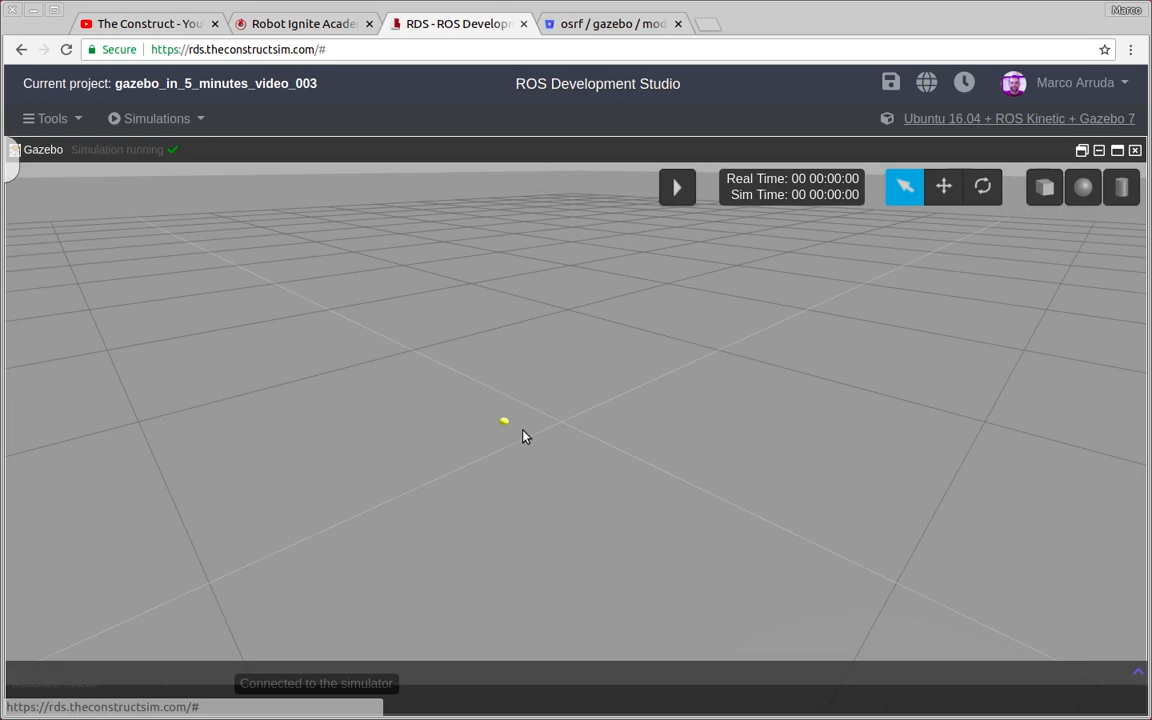 Marco
The Construct - You
Robot Ignite Acade
RDS - ROS Developm
osrf / gazebo / mod
Secure
https://rds.theconstructsim.com/#
Current project: gazebo_in_5_minutes_video_003
ROS Development Studio
Marco Arruda
Tools
Simulations
Ubuntu 16.04 + ROS Kinetic + Gazebo 7
Gazebo
Simulation running
Real Time: 00 00:00:00
Sim Time: 00 00:00:00
Connected to the simulator
https://rds.theconstructsim.com/#